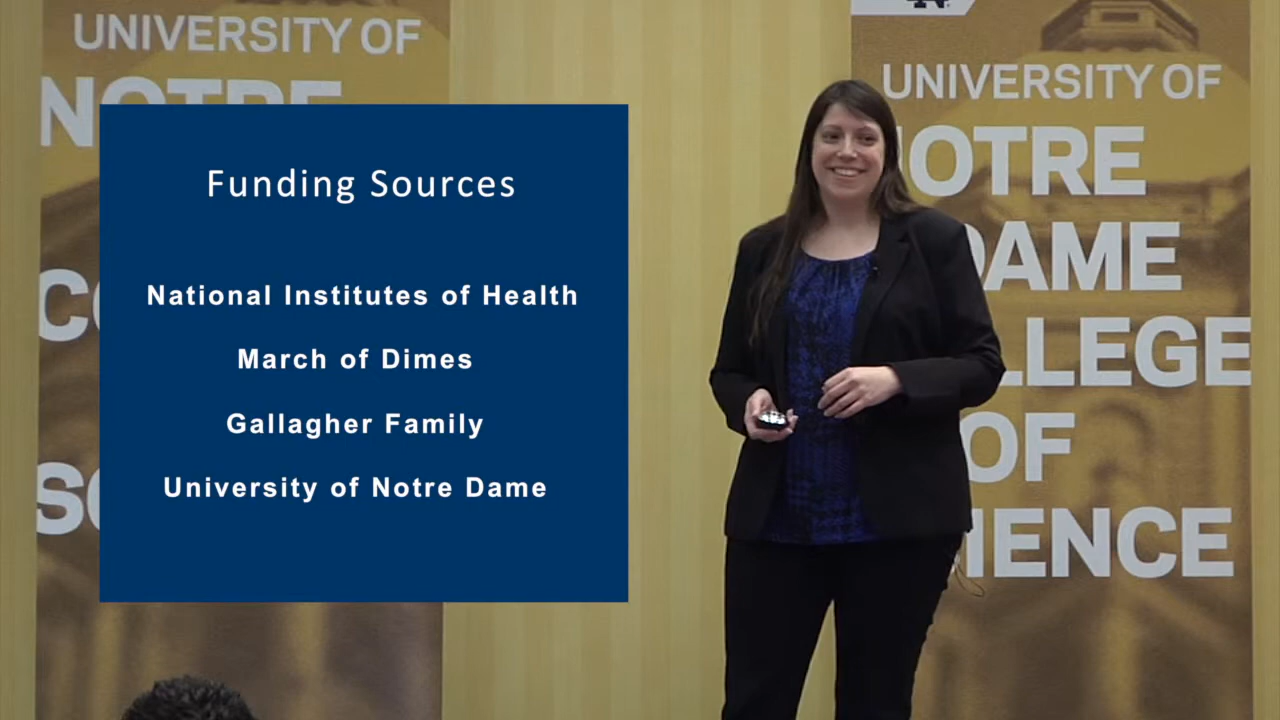 UNIVERSITY OF
NOTRE
Funding Sources
National Institutes of Health
March of Dimes
Gallagher Family
University of Notre Dame
UNIVERSITY OF
OTRE
DAME
LLEGE
OF
IENCE